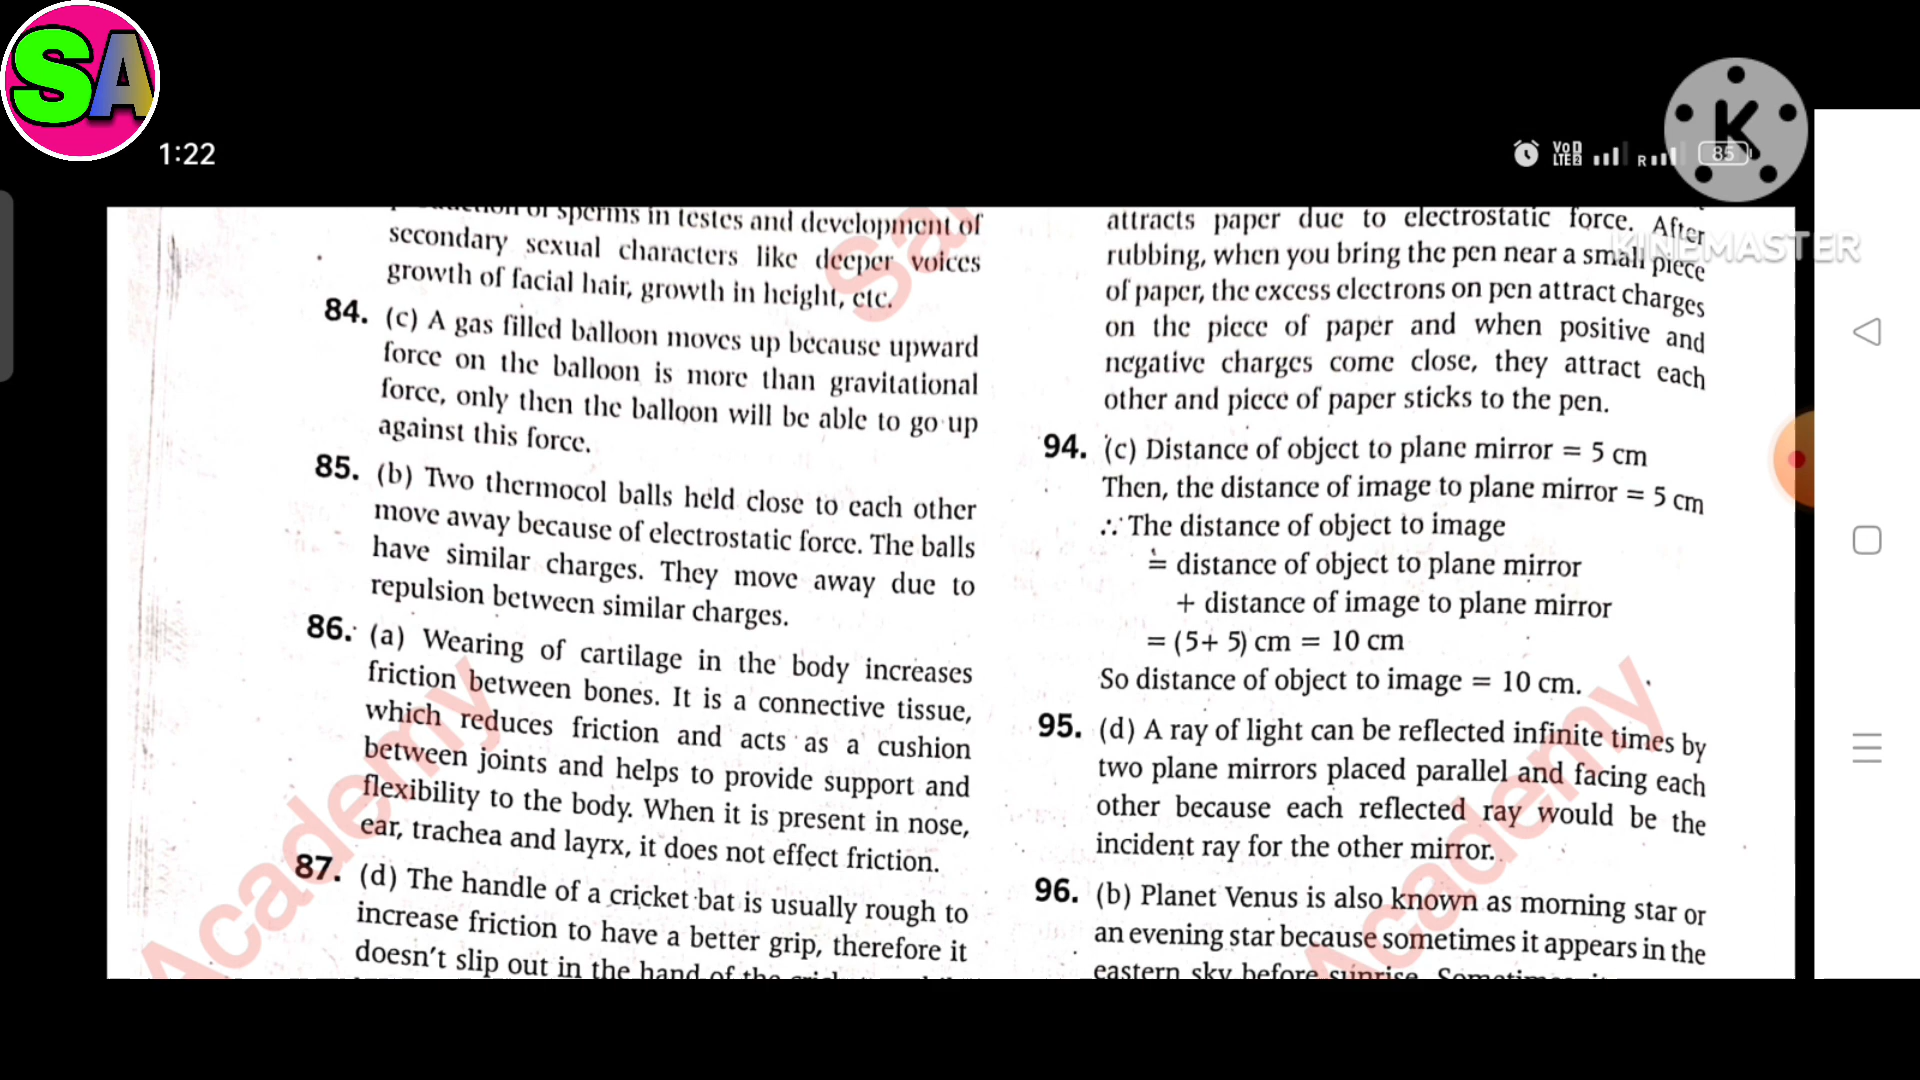 SA
1:22
VoD
LTE 2
R
85
K
KINEMASTER
of sperms in testes and development of
secondary sexual characters like deeper voices
growth of facial hair, growth in height, etc.
84. (c) A gas filled balloon moves up because upward
force on the balloon is more than gravitational
force, only then the balloon will be able to go up
against this force.
85. (b) Two thermocol balls held close to each other
move away because of electrostatic force. The balls
have similar charges. They move away due to
repulsion between similar charges.
86. (a) Wearing of cartilage in the body increases
friction between bones. It is a connective tissue,
which reduces friction and acts as a cushion
between joints and helps to provide support and
flexibility to the body. When it is present in nose,
ear, trachea and layrx, it does not effect friction.
87. (d) The handle of a cricket bat is usually rough to
increase friction to have a better grip, therefore it
doesn't slip out in the hand of the
attracts paper due to electrostatic force. After
rubbing, when you bring the pen near a small piece
of paper, the excess electrons on pen attract charges
on the piece of paper and when positive and
negative charges come close, they attract each
other and piece of paper sticks to the pen.
94. (c) Distance of object to plane mirror = 5 cm
Then, the distance of image to plane mirror = 5 cm
∴ The distance of object to image
= distance of object to plane mirror
+ distance of image to plane mirror
= (5+ 5) cm = 10 cm
So distance of object to image = 10 cm.
95. (d) A ray of light can be reflected infinite times by
two plane mirrors placed parallel and facing each
other because each reflected ray would be the
incident ray for the other mirror.
96. (b) Planet Venus is also known as morning star or
an evening star because sometimes it appears in the
eastern sky before sunrise.
Academy
Academy